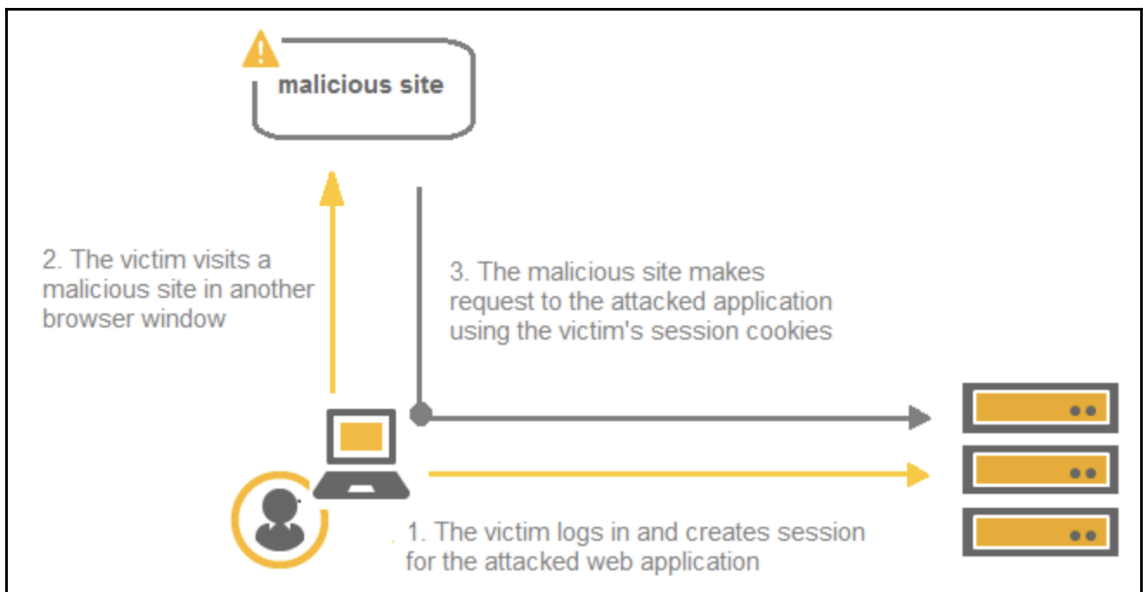 malicious site
2. The victim visits a
malicious site in another
browser window
3. The malicious site makes
request to the attacked application
using the victim's session cookies
1. The victim logs in and creates session
for the attacked web application